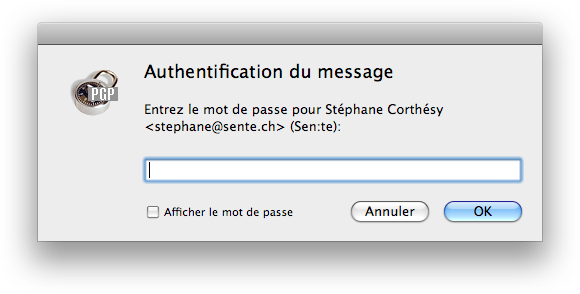 PGP
Authentification du message
Entrez le mot de passe pour Stéphane Corthésy
<stephane@sente.ch> (Sen:te):
Afficher le mot de passe
Annuler
OK